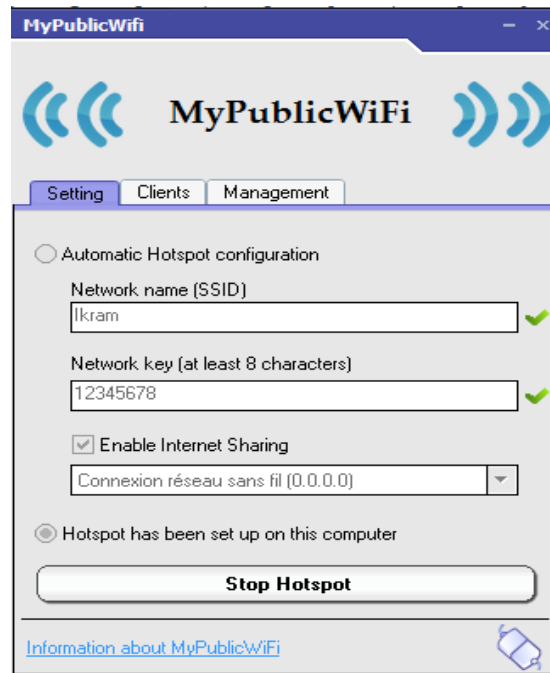 MyPublicWifi
MyPublicWiFi
Setting Clients Management
Automatic Hotspot configuration
Network name (SSID)
Ikram
Network key (at least 8 characters)
12345678
Enable Internet Sharing
Connexion réseau sans fil (0.0.0.0)
Hotspot has been set up on this computer
Stop Hotspot
Information about MyPublicWiFi